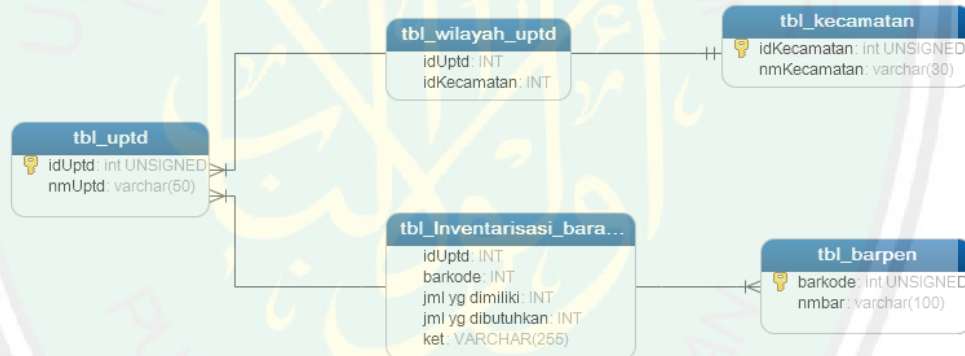 tbl_wilayah_uptd
idUptd: INT
idKecamatan: INT
tbl_kecamatan
idKecamatan: int UNSIGNED
nmKecamatan: varchar(30)
tbl_uptd
idUptd: int UNSIGNED
nmUptd: varchar(50)
tbl_Inventarisasi_bara...
idUptd: INT
barkode: INT
jml yg dimiliki: INT
jml yg dibutuhkan: INT
ket: VARCHAR(255)
tbl_barpen
barkode: int UNSIGNED
nmbar: varchar(100)